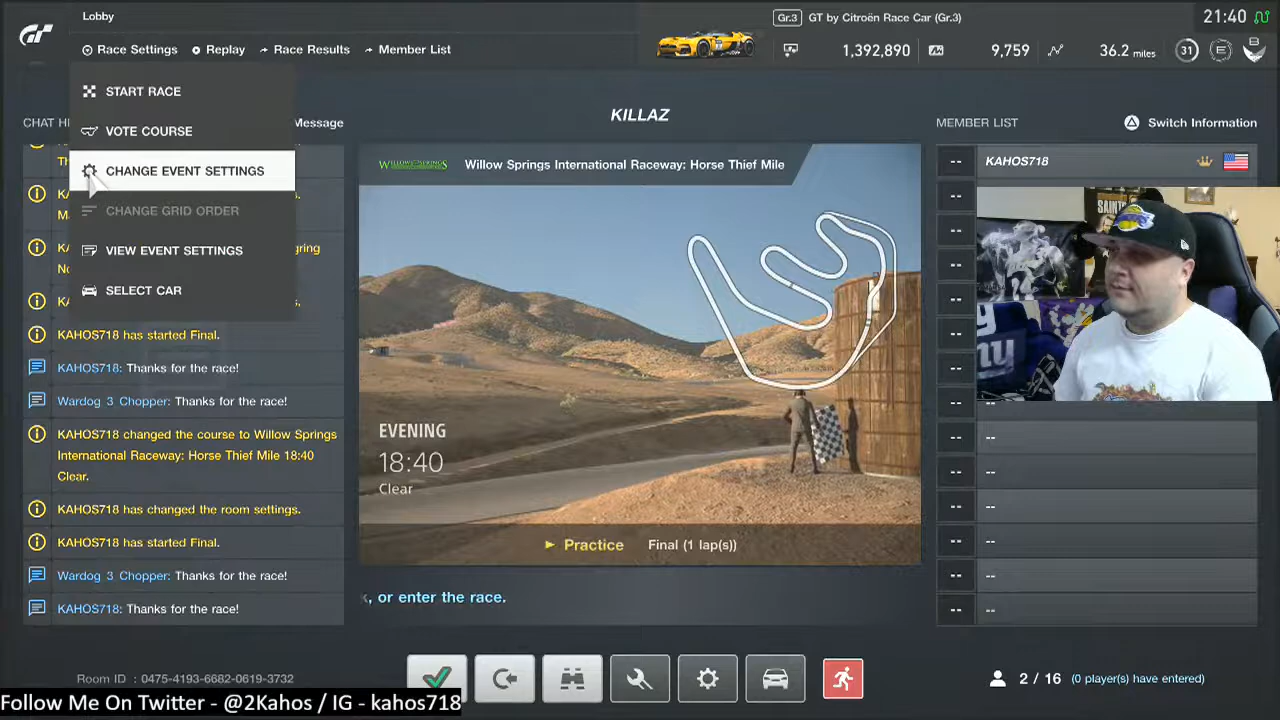 Lobby
Gr.3 GT by Citroën Race Car (Gr.3)
21:40
Race Settings Replay Race Results Member List
1,392,890 9,759 36.2 miles 31 E B
START RACE
VOTE COURSE
CHANGE EVENT SETTINGS
CHANGE GRID ORDER
VIEW EVENT SETTINGS
SELECT CAR
CHAT H Message
KAHOS718 has started Final.
KAHOS718: Thanks for the race!
Wardog 3 Chopper: Thanks for the race!
KAHOS718 changed the course to Willow Springs
International Raceway: Horse Thief Mile 18:40
Clear.
KAHOS718 has changed the room settings.
KAHOS718 has started Final.
Wardog 3 Chopper: Thanks for the race!
KAHOS718: Thanks for the race!
KILLAZ
WILLOW SPRINGS Willow Springs International Raceway: Horse Thief Mile
EVENING
18:40
Clear
Practice Final (1 lap(s))
, or enter the race.
MEMBER LIST Switch Information
-- KAHOS718
SAINTS
LAKERS
-- --
-- --
-- --
-- --
-- --
-- --
Room ID : 0475-4193-6682-0619-3732
2 / 16 (0 player(s) have entered)
Follow Me On Twitter - @2Kahos / IG - kahos718